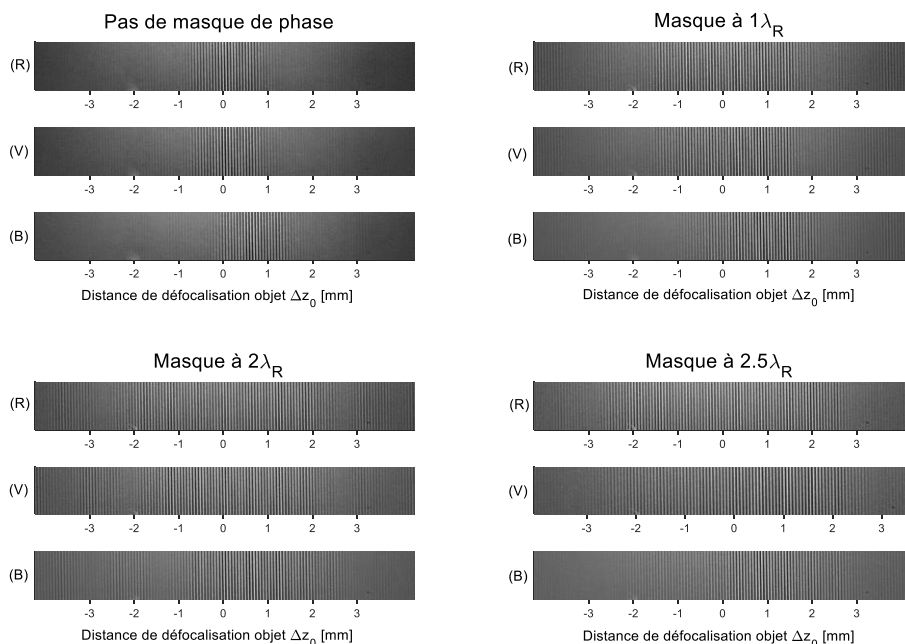 Pas de masque de phase
(R)
-3 -2 -1 0 1 2 3
(V)
-3 -2 -1 0 1 2 3
(B)
-3 -2 -1 0 1 2 3
Distance de défocalisation objet Δz₀ [mm]
Masque à 1λ_R
(R)
-3 -2 -1 0 1 2 3
(V)
-3 -2 -1 0 1 2 3
(B)
-3 -2 -1 0 1 2 3
Distance de défocalisation objet Δz₀ [mm]
Masque à 2λ_R
(R)
-3 -2 -1 0 1 2 3
(V)
-3 -2 -1 0 1 2 3
(B)
-3 -2 -1 0 1 2 3
Distance de défocalisation objet Δz₀ [mm]
Masque à 2.5λ_R
(R)
-3 -2 -1 0 1 2 3
(V)
-3 -2 -1 0 1 2 3
(B)
-3 -2 -1 0 1 2 3
Distance de défocalisation objet Δz₀ [mm]